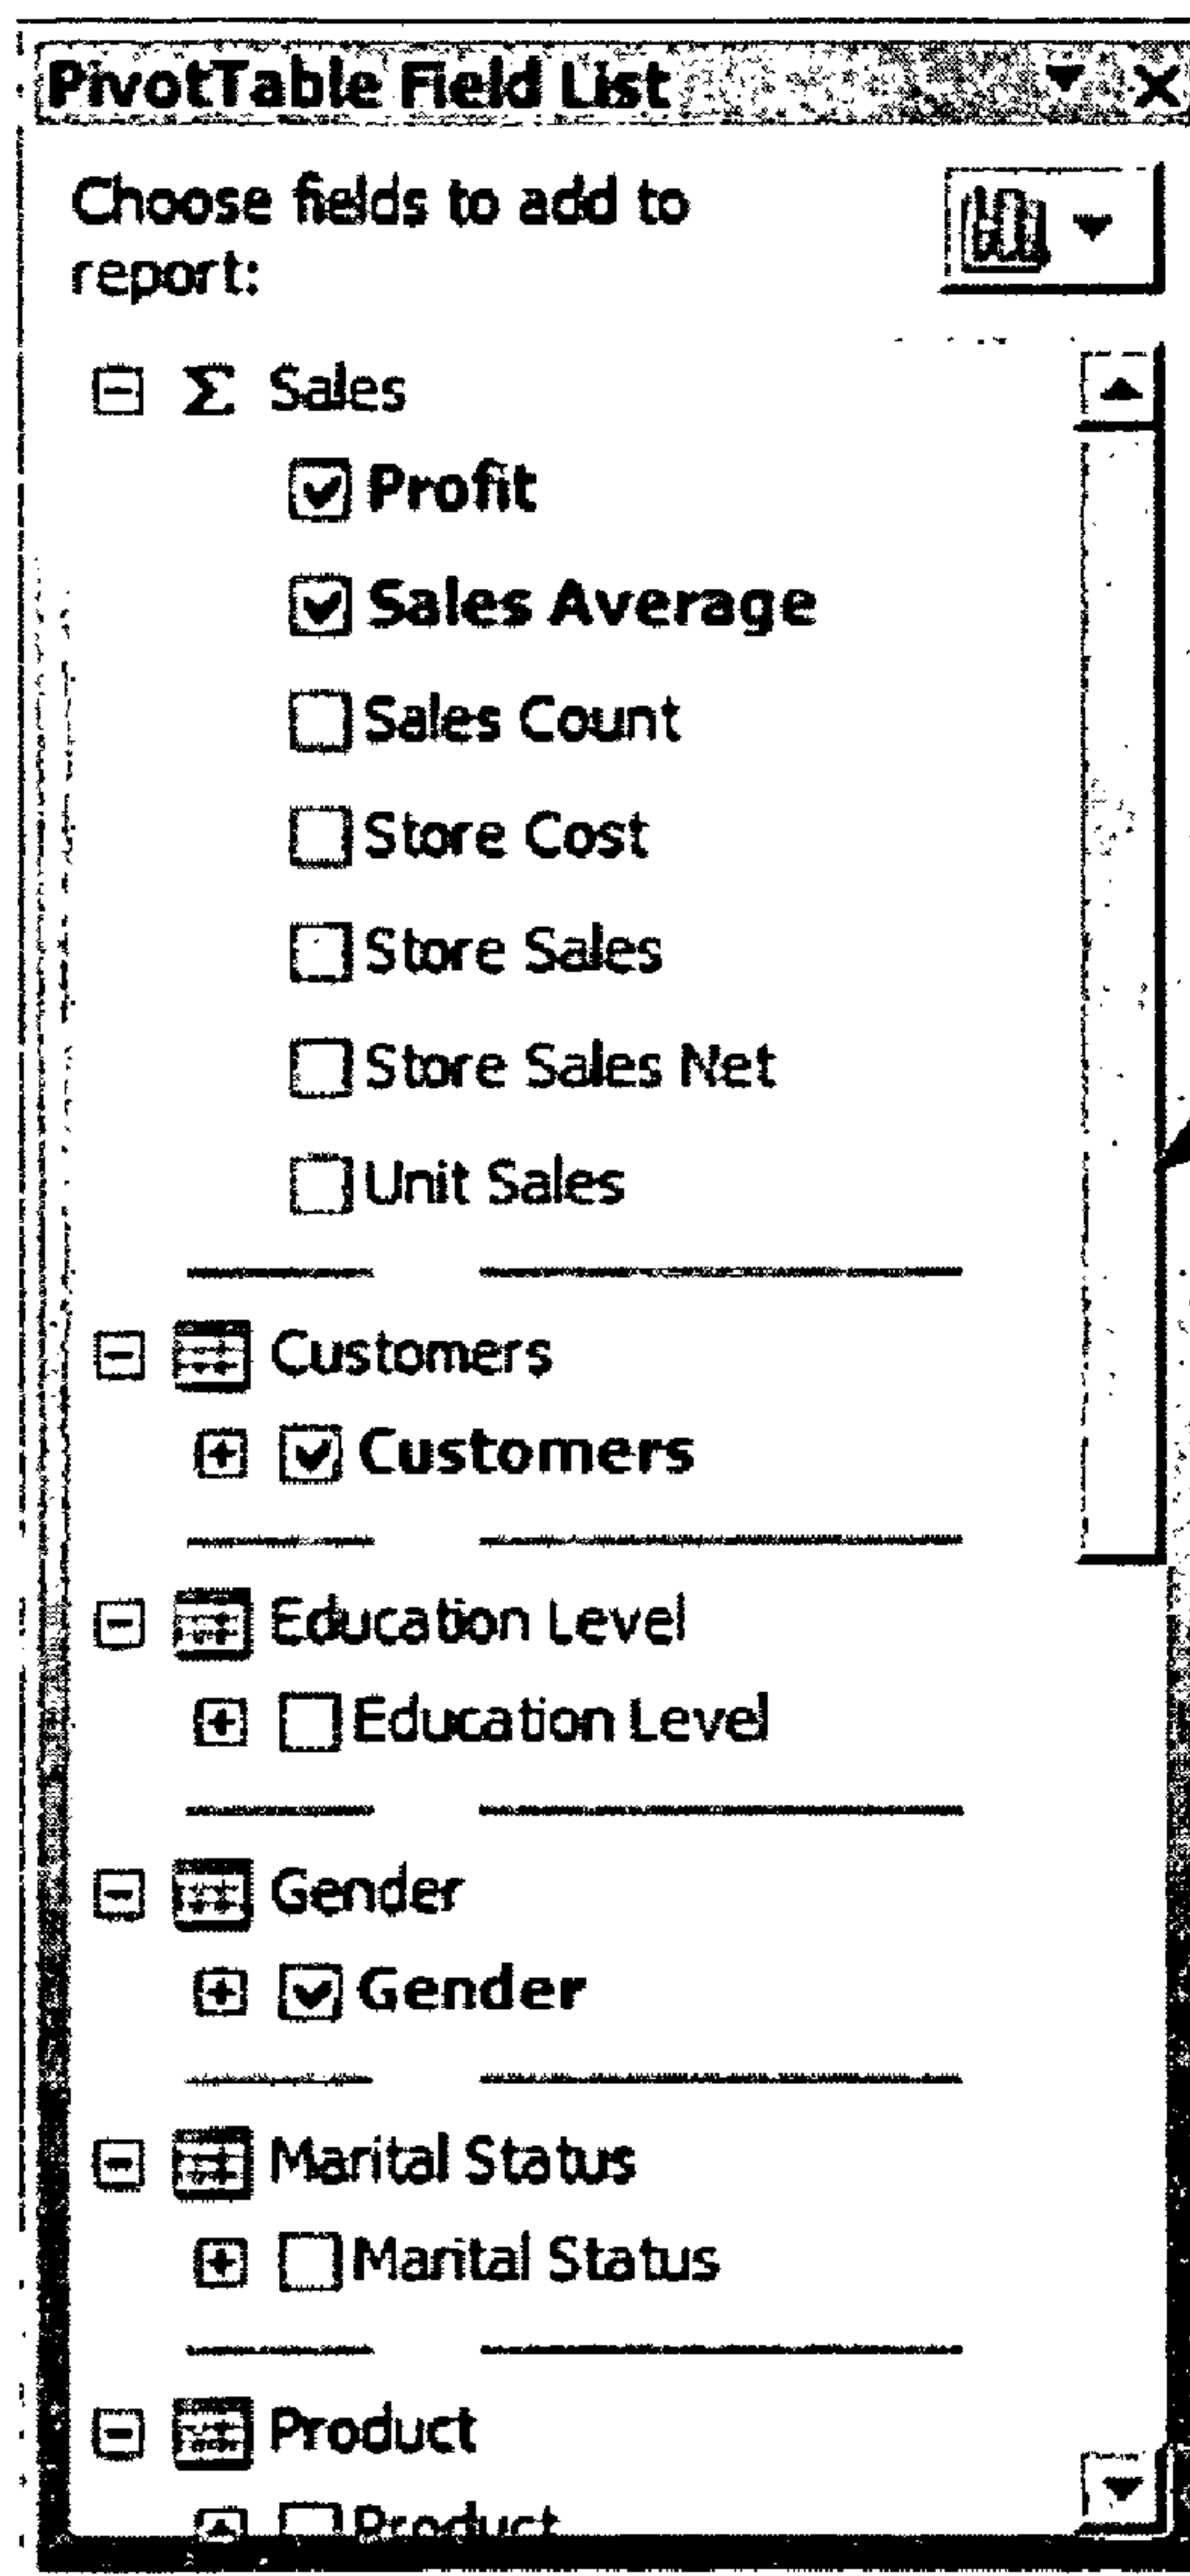 PivotTable Field List
Choose fields to add to
report:
Σ Sales
Profit
Sales Average
Sales Count
Store Cost
Store Sales
Store Sales Net
Unit Sales
Customers
Customers
Education Level
Education Level
Gender
Gender
Marital Status
Marital Status
Product
Product